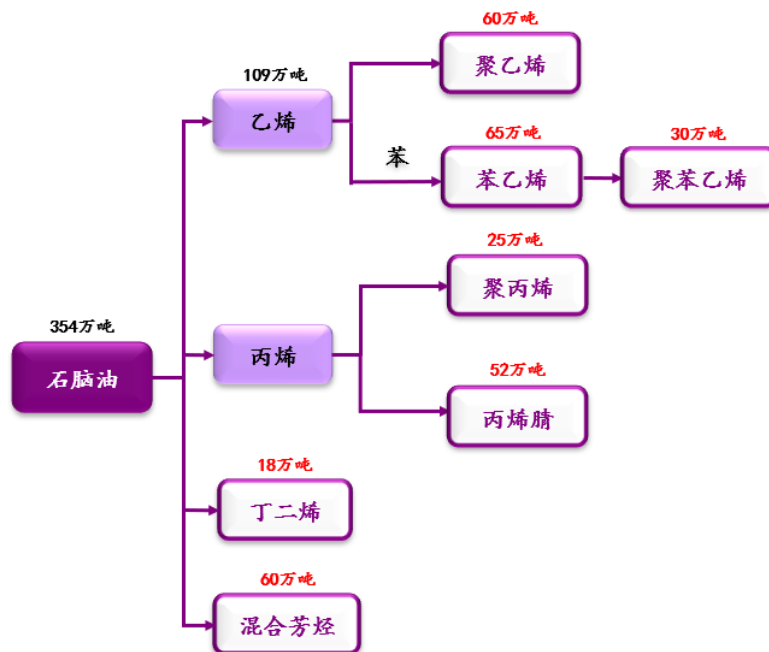 60万吨
聚乙烯
109万吨
乙烯
苯
65万吨
苯乙烯
30万吨
聚苯乙烯
25万吨
聚丙烯
354万吨
石脑油
丙烯
52万吨
丙烯腈
18万吨
丁二烯
60万吨
混合芳烃